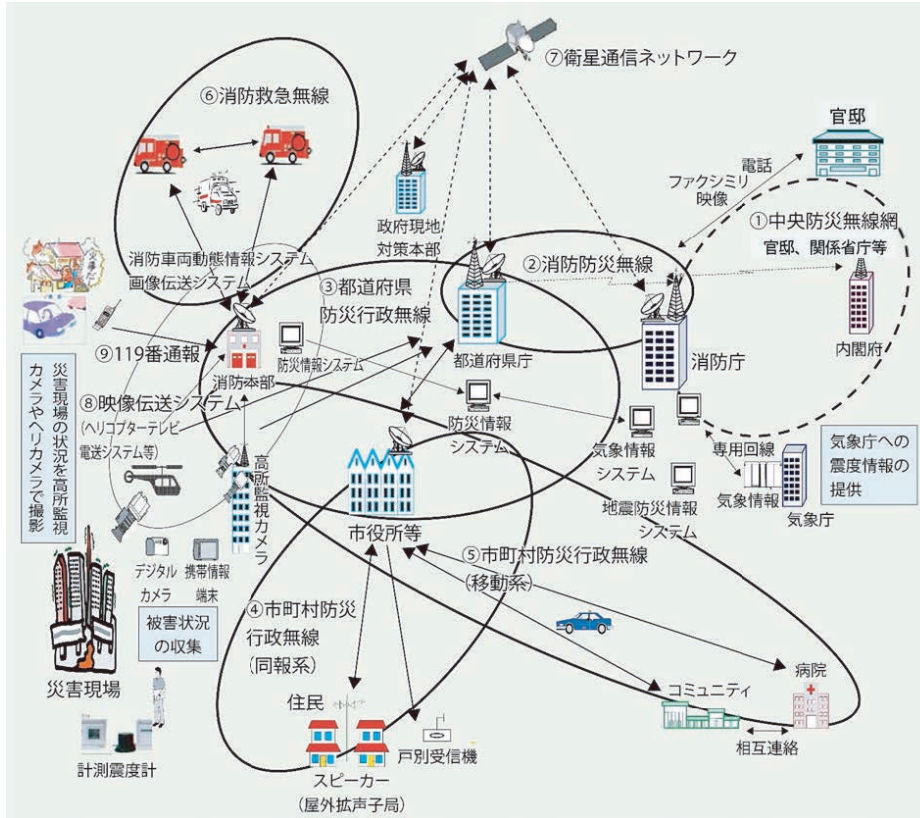 ⑦衛星通信ネットワーク
⑥消防救急無線
官邸
電話
ファクシミリ
映像
政府現地
対策本部
①中央防災無線網
官邸、関係省庁等
②消防防災無線
消防車両動態情報システム
画像伝送システム
③都道府県
防災行政無線
内閣府
⑨119番通報
防災情報システム
都道府県庁
消防庁
消防本部
災害現場の状況を高所監視
カメラやヘリカメラで撮影
⑧映像伝送システム
(ヘリコプターテレビ
電送システム等)
防災情報
システム
気象情報
システム
専用回線
気象情報
気象庁への
震度情報の
提供
高所監視カメラ
地震防災情報
システム
気象庁
市役所等
デジタル
カメラ
携帯情報
端末
⑤市町村防災行政無線
(移動系)
④市町村防災
行政無線
(同報系)
被害状況
の収集
災害現場
病院
コミュニティ
住民
相互連絡
戸別受信機
計測震度計
スピーカー
(屋外拡声子局)